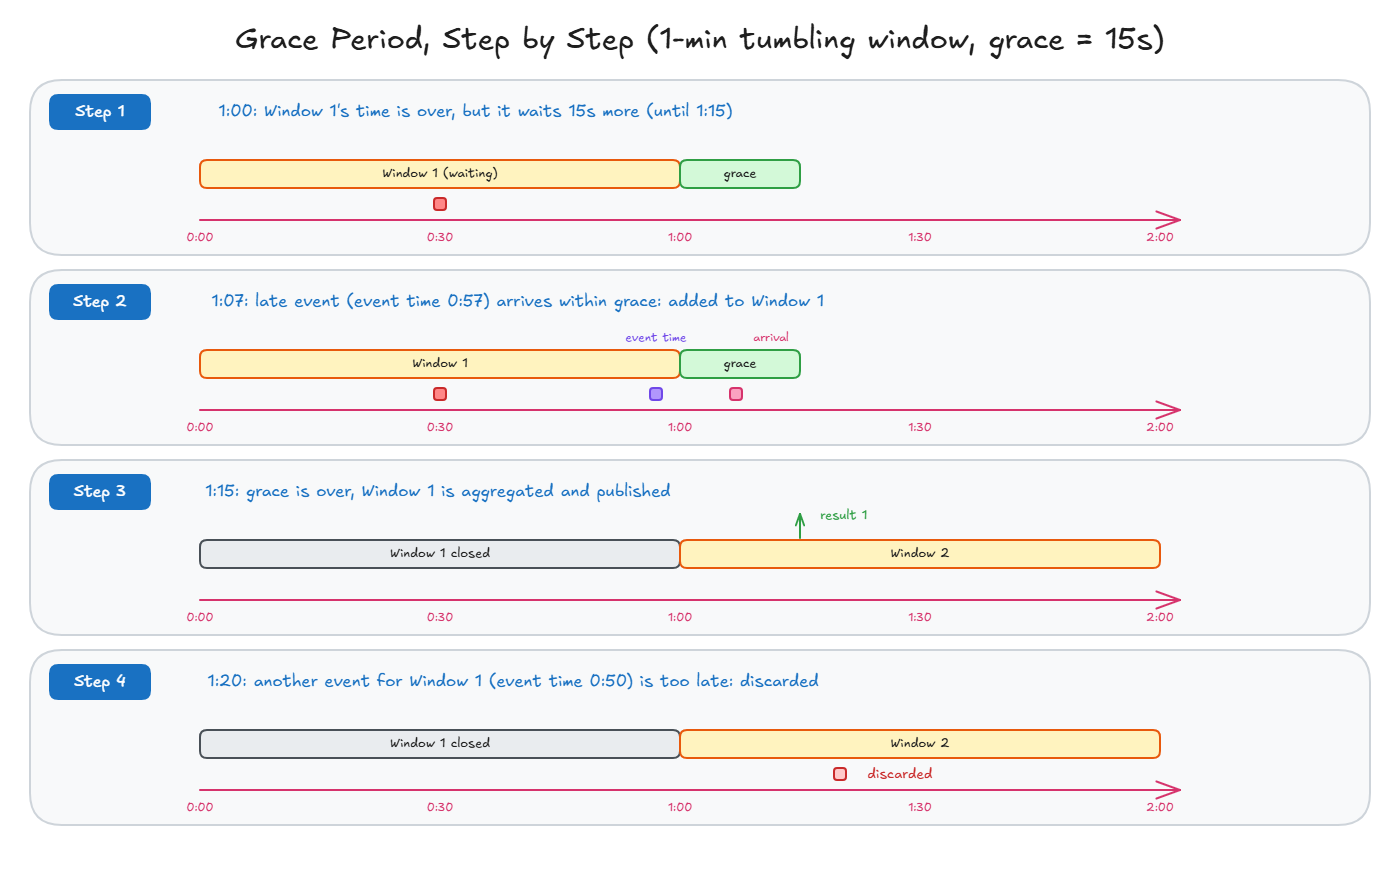 Grace Period, Step by Step (1-min tumbling window, grace = 15s)
Step 1
1:00: Window 1's time is over, but it waits 15s more (until 1:15)
Window 1 (waiting)
grace
0:00
0:30
1:00
1:30
2:00
Step 2
1:07: late event (event time 0:57) arrives within grace: added to Window 1
event time
arrival
Window 1
grace
0:00
0:30
1:00
1:30
2:00
Step 3
1:15: grace is over, Window 1 is aggregated and published
result 1
Window 1 closed
Window 2
0:00
0:30
1:00
1:30
2:00
Step 4
1:20: another event for Window 1 (event time 0:50) is too late: discarded
Window 1 closed
Window 2
discarded
0:00
0:30
1:00
1:30
2:00